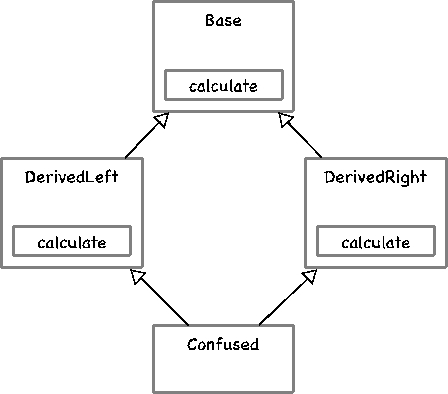 Base
calculate
DerivedLeft
DerivedRight
calculate
calculate
Confused